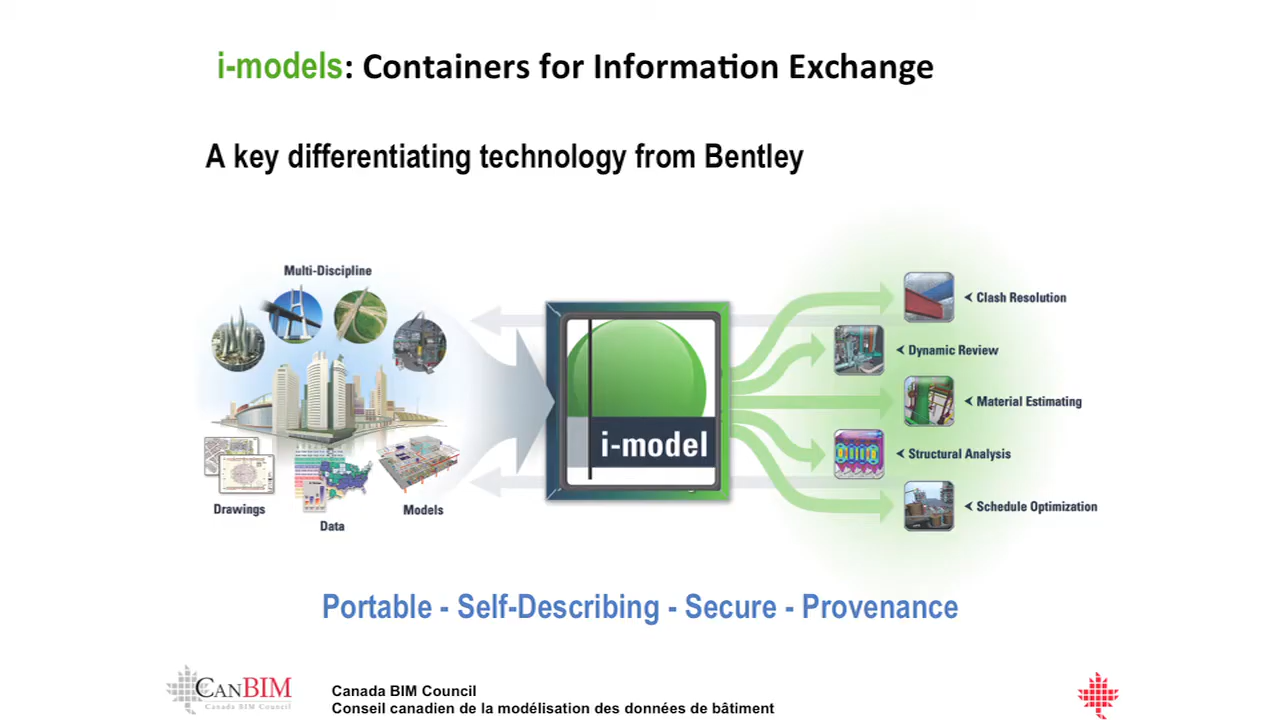 i-models: Containers for Information Exchange
A key differentiating technology from Bentley
Multi-Discipline
Drawings
Data
Models
i-model
Clash Resolution
Dynamic Review
Material Estimating
Structural Analysis
Schedule Optimization
Portable - Self-Describing - Secure - Provenance
CANBIM
Canada BIM Council
Canada BIM Council
Conseil canadien de la modélisation des données de bâtiment